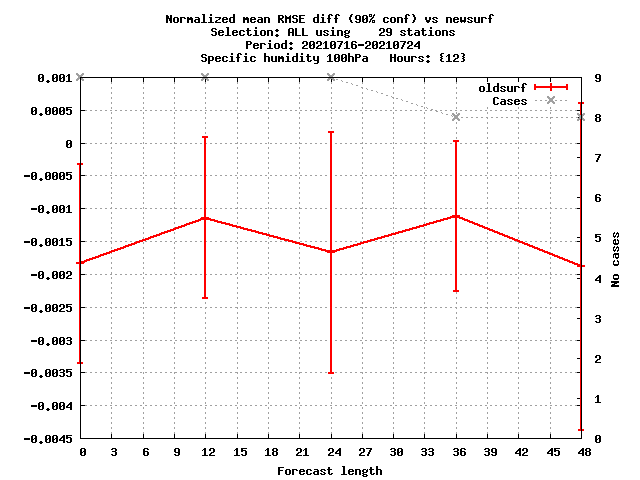 Normalized mean RMSE diff (90% conf) vs newsurf
Selection: ALL using    29 stations
Period: 20210716-20210724
Specific humidity 100hPa   Hours: {12}
oldsurf
Cases
0.001
0.0005
0
-0.0005
-0.001
-0.0015
-0.002
-0.0025
-0.003
-0.0035
-0.004
-0.0045
9
8
7
6
5
4
3
2
1
0
No cases
0 3 6 9 12 15 18 21 24 27 30 33 36 39 42 45 48
Forecast length